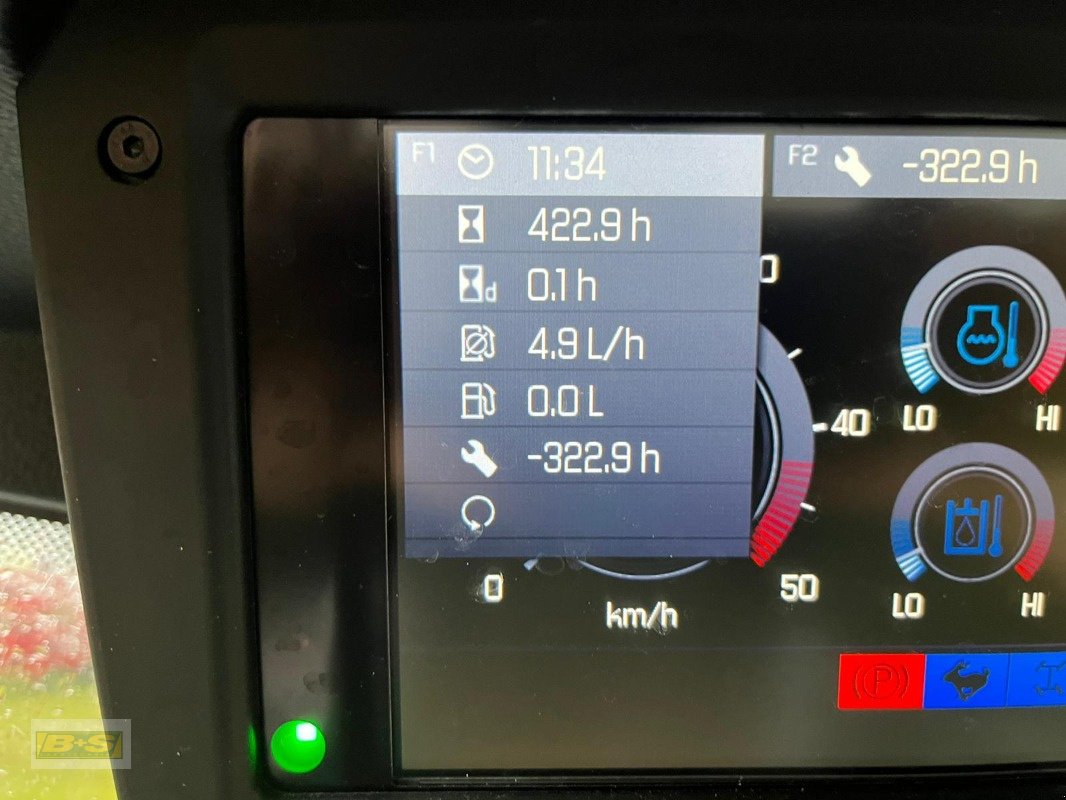 F1 11:34
F2 -322.9 h
422.9 h
d 0.1 h
4.9 L/h
0.0 L
-322.9 h
0
40
0
50
km/h
LO HI
LO HI
(P)
B+S